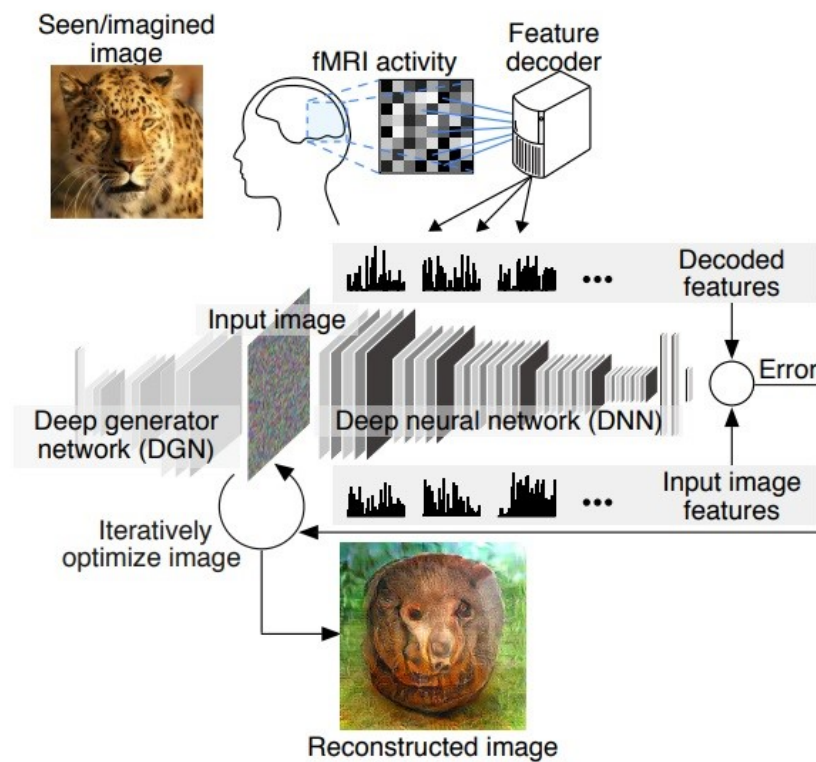 Seen/imagined
image
fMRI activity
Feature
decoder
Decoded
features
Input image
Error
Deep generator
network (DGN)
Deep neural network (DNN)
Input image
features
Iteratively
optimize image
Reconstructed image